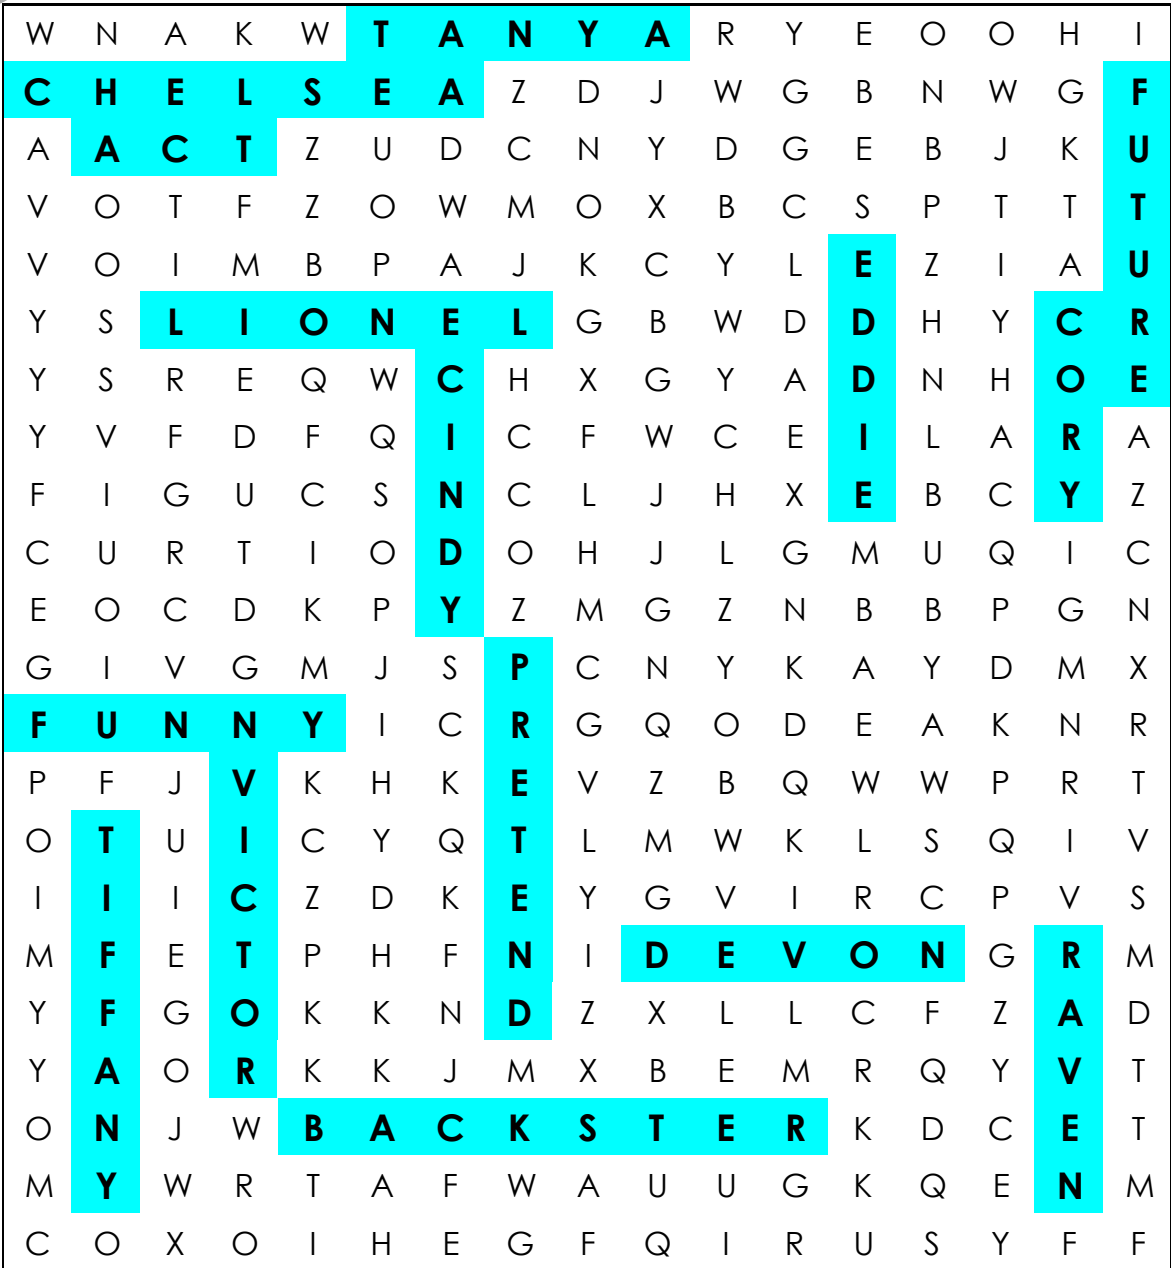 W N A K W T A N Y A R Y E O O H I
C H E L S E A Z D J W G B N W G F
A A C T Z U D C N Y D G E B J K U
V O T F Z O W M O X B C S P T T T
V O I M B P A J K C Y L E Z I A U
Y S L I O N E L G B W D D H Y C R
Y S R E Q W C H X G Y A D N H O E
Y V F D F Q I C F W C E I L A R A
F I G U C S N C L J H X E B C Y Z
C U R T I O D O H J L G M U Q I C
E O C D K P Y Z M G Z N B B P G N
G I V G M J S P C N Y K A Y D M X
F U N N Y I C R G Q O D E A K N R
P F J V K H K E V Z B Q W W P R T
O T U I C Y Q T L M W K L S Q I V
I I I C Z D K E Y G V I R C P V S
M F E T P H F N I D E V O N G R M
Y F G O K K N D Z X L L C F Z A D
Y A O R K K J M X B E M R Q Y V T
O N J W B A C K S T E R K D C E T
M Y W R T A F W A U U G K Q E N M
C O X O I H E G F Q I R U S Y F F